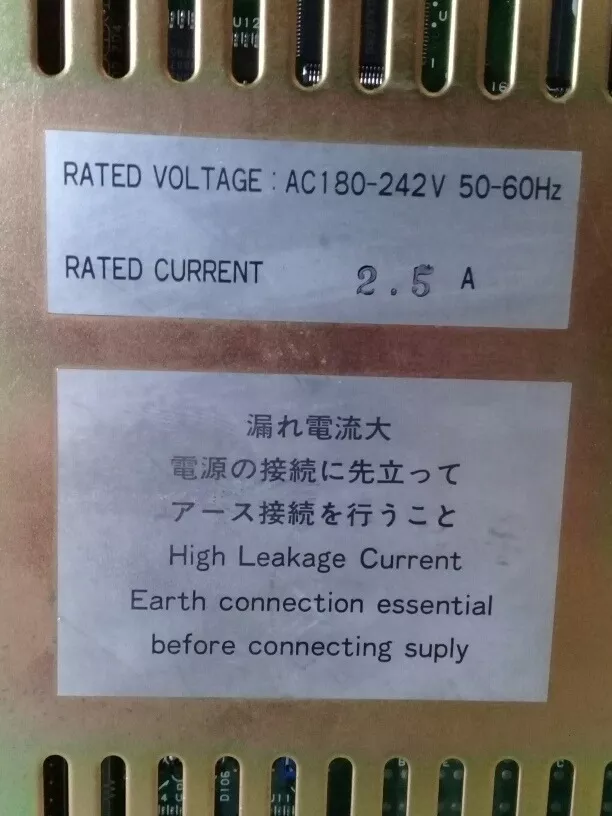 U12
RATED VOLTAGE : AC180-242V 50-60Hz
RATED CURRENT 2.5 A
漏れ電流大
電源の接続に先立って
アース接続を行うこと
High Leakage Current
Earth connection essential
before connecting suply
D106